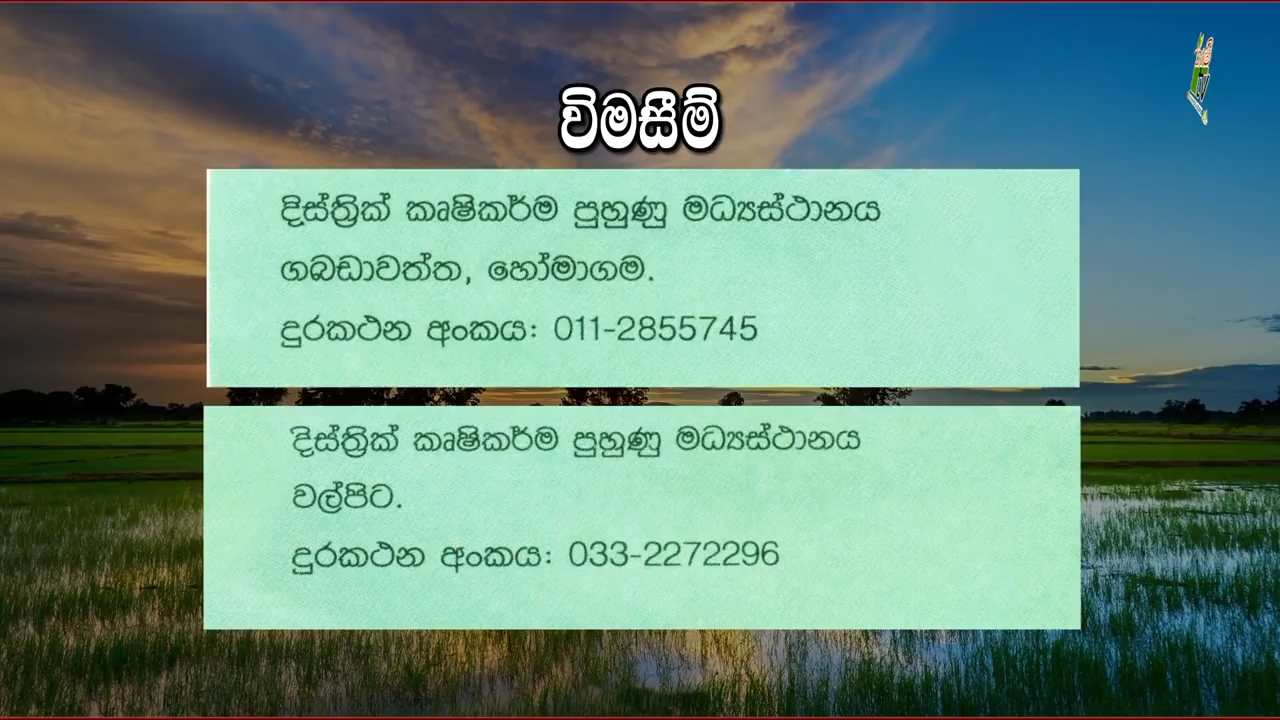 විමසීම්
දිස්ත්‍රික් කෘෂිකර්ම පුහුණු මධ්‍යස්ථානය
ගබඩාවත්ත, හෝමාගම.
දුරකථන අංකය: 011-2855745
දිස්ත්‍රික් කෘෂිකර්ම පුහුණු මධ්‍යස්ථානය
වල්පිට.
දුරකථන අංකය: 033-2272296